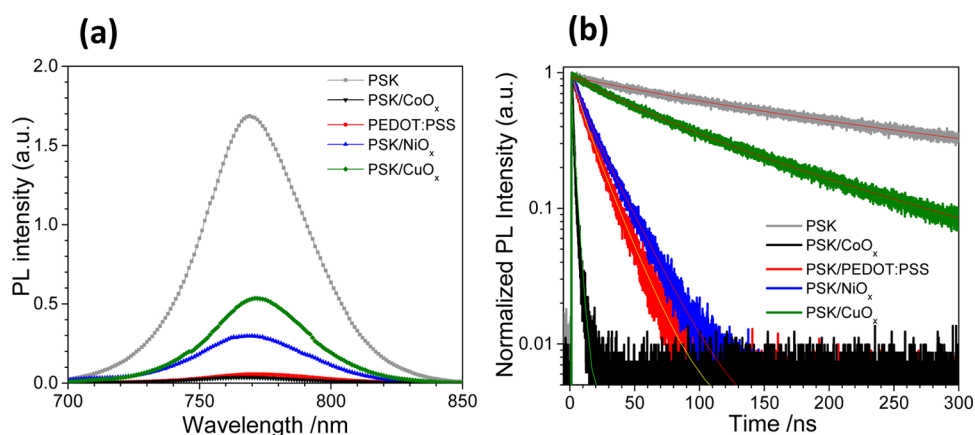 (a)
PL intensity (a.u.)
2.0
1.5
1.0
0.5
0.0
PSK
PSK/CoOₓ
PEDOT:PSS
PSK/NiOₓ
PSK/CuOₓ
700
750
800
850
Wavelength /nm
(b)
Normalized PL Intensity (a.u.)
1
0.1
0.01
PSK
PSK/CoOₓ
PSK/PEDOT:PSS
PSK/NiOₓ
PSK/CuOₓ
0
50
100
150
200
250
300
Time /ns